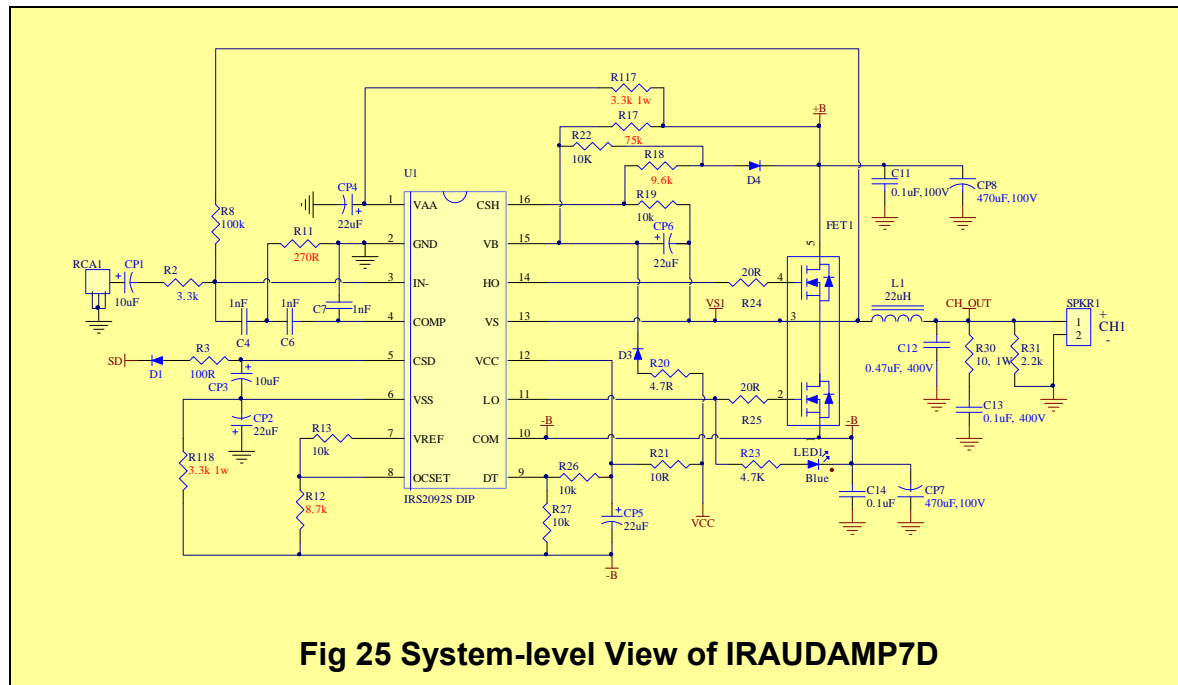 R117
3.3k 1w
R17
75k
+B
R22
10K
R18
9.6k
D4
U1
CP4
22uF
1 VAA CSH 16
R19
10k
C11
0.1uF,100V
CP8
470uF,100V
R8
100k
CP6
22uF
FET1
R11
270R
2 GND VB 15
5
RCA1
CP1
10uF
R2
3.3k
3 IN- HO 14
20R
R24
4
1nF
C4
1nF
C6
C7
1nF
4 COMP VS 13
VS1
3
L1
22uH
CH_OUT
SPKR1
1
2
+
CH1
-
SD
D1
R3
100R
5 CSD VCC 12
D3
R20
4.7R
C12
0.47uF, 400V
R30
10, 1W
R31
2.2k
CP3
10uF
6 VSS LO 11
20R
R25
2
C13
0.1uF, 400V
CP2
22uF
R13
10k
7 VREF COM 10
-B
-B
R118
3.3k 1w
8 OCSET DT 9
R26
10k
R21
10R
R23
4.7K
LED1
Blue
IRS2092S DIP
R12
8.7k
R27
10k
CP5
22uF
VCC
C14
0.1uF
CP7
470uF,100V
-B
Fig 25 System-level View of IRAUDAMP7D